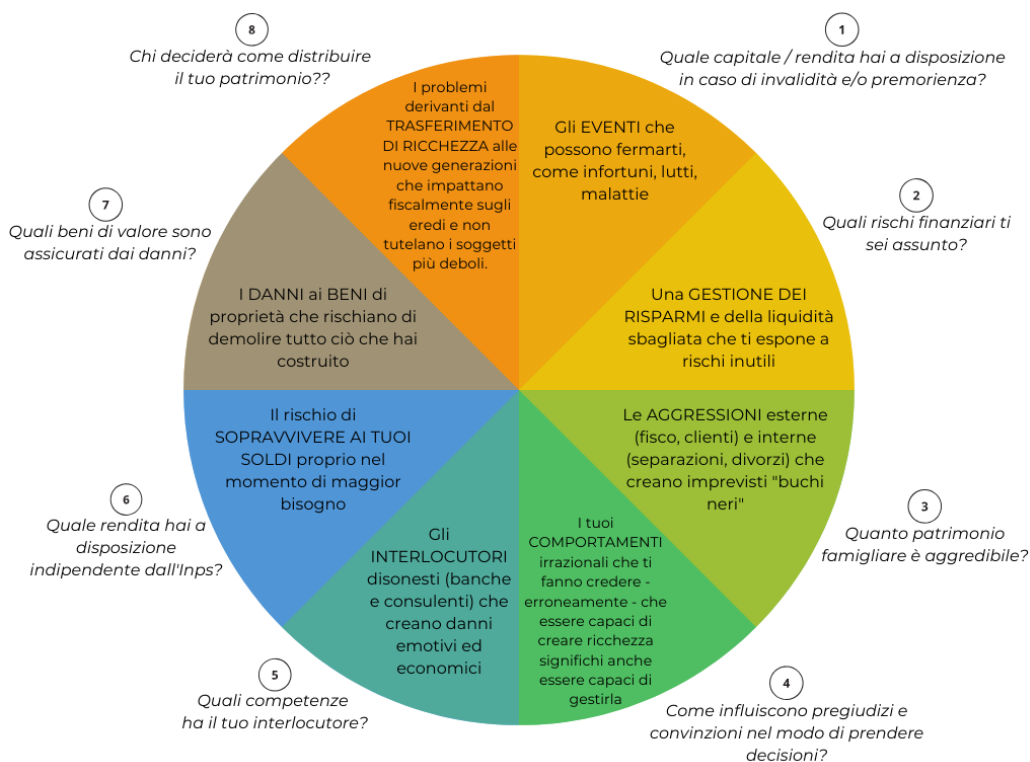 1
Quale capitale / rendita hai a disposizione
in caso di invalidità e/o premorienza?
Gli EVENTI che
possono fermarti,
come infortuni, lutti,
malattie
2
Quali rischi finanziari ti
sei assunto?
Una GESTIONE DEI
RISPARMI e della liquidità
sbagliata che ti espone a
rischi inutili
3
Quanto patrimonio
famigliare è aggredibile?
Le AGGRESSIONI esterne
(fisco, clienti) e interne
(separazioni, divorzi) che
creano imprevisti "buchi
neri"
4
Come influiscono pregiudizi e
convinzioni nel modo di prendere
decisioni?
I tuoi
COMPORTAMENTI
irrazionali che ti
fanno credere -
erroneamente - che
essere capaci di
creare ricchezza
significhi anche
essere capaci di
gestirla
5
Quali competenze
ha il tuo interlocutore?
Gli
INTERLOCUTORI
disonesti (banche
e consulenti) che
creano danni
emotivi ed
economici
6
Quale rendita hai a
disposizione
indipendente dall'Inps?
Il rischio di
SOPRAVVIVERE AI TUOI
SOLDI proprio nel
momento di maggior
bisogno
7
Quali beni di valore sono
assicurati dai danni?
I DANNI ai BENI di
proprietà che rischiano di
demolire tutto ciò che hai
costruito
8
Chi deciderà come distribuire
il tuo patrimonio??
I problemi
derivanti dal
TRASFERIMENTO
DI RICCHEZZA alle
nuove generazioni
che impattano
fiscalmente sugli
eredi e non
tutelano i soggetti
più deboli.